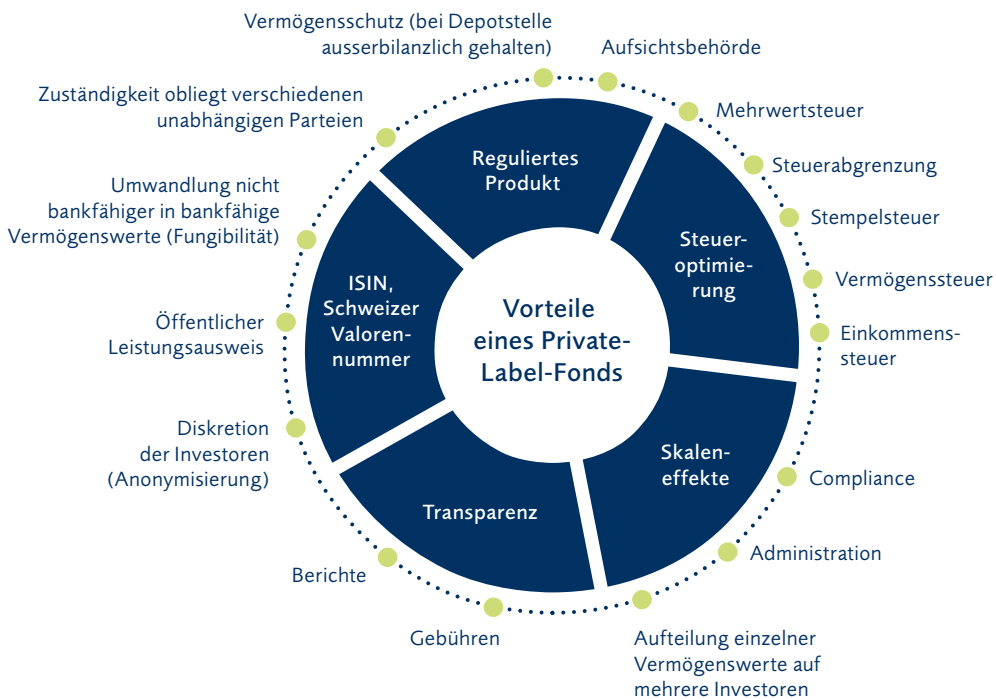 Vermögensschutz (bei Depotstelle
ausserbilanzlich gehalten)
Aufsichtsbehörde
Zuständigkeit obliegt verschiedenen
unabhängigen Parteien
Mehrwertsteuer
Reguliertes
Produkt
Steuerabgrenzung
Umwandlung nicht
bankfähiger in bankfähige
Vermögenswerte (Fungibilität)
Stempelsteuer
Steuer-
optimie-
rung
Vermögenssteuer
ISIN,
Schweizer
Valoren-
nummer
Vorteile
eines Private-
Label-Fonds
Öffentlicher
Leistungsausweis
Einkommens-
steuer
Diskretion
der Investoren
(Anonymisierung)
Skalen-
effekte
Compliance
Transparenz
Administration
Berichte
Gebühren
Aufteilung einzelner
Vermögenswerte auf
mehrere Investoren